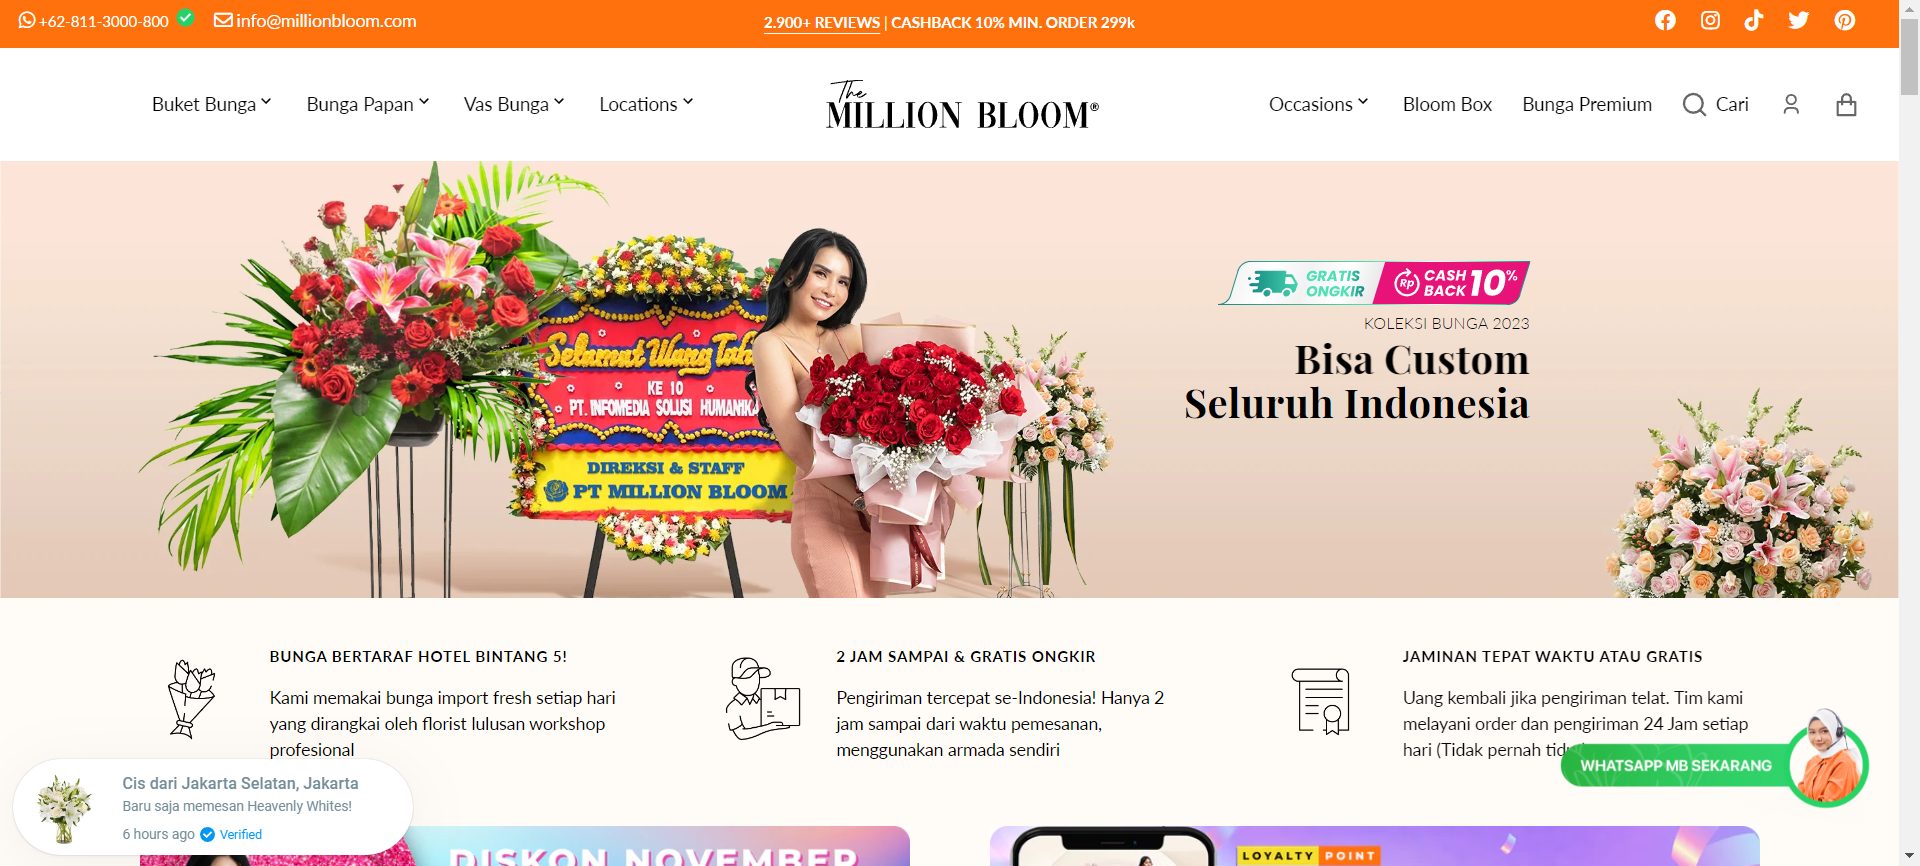 +62-811-3000-800
info@millionbloom.com
2.900+ REVIEWS | CASHBACK 10% MIN. ORDER 299k
Buket Bunga
Bunga Papan
Vas Bunga
Locations
The
MILLION BLOOM®
Occasions
Bloom Box
Bunga Premium
Cari
GRATIS
ONGKIR
Rp
CASH
BACK 10%
KOLEKSI BUNGA 2023
Bisa Custom
Seluruh Indonesia
Selamat Ulang
KE 10
PT. INFOMEDIA SOLUSI HUMANIKA
DIREKSI & STAFF
PT MILLION BLOOM
BUNGA BERTARAF HOTEL BINTANG 5!
Kami memakai bunga import fresh setiap hari
yang dirangkai oleh florist lulusan workshop
profesional
2 JAM SAMPAI & GRATIS ONGKIR
Pengiriman tercepat se-Indonesia! Hanya 2
jam sampai dari waktu pemesanan,
menggunakan armada sendiri
JAMINAN TEPAT WAKTU ATAU GRATIS
Uang kembali jika pengiriman telat. Tim kami
melayani order dan pengiriman 24 Jam setiap
hari (Tidak pernah
WHATSAPP MB SEKARANG
Cis dari Jakarta Selatan, Jakarta
Baru saja memesan Heavenly Whites!
6 hours ago Verified
DISKON NOVEMBER
LOYALTY POINT